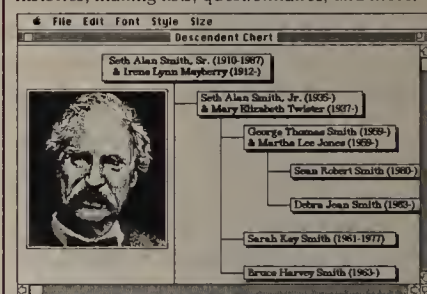 File Edit Font Style Size
Descendent Chart
Seth Alan Smith, Sr. (1910-1987)
& Irene Lynn Mayberry (1912-)
Seth Alan Smith, Jr. (1935-)
& Mary Elizabeth Twister (1937-)
George Thomas Smith (1959-)
& Martha Lee Jones (1959-)
Sean Robert Smith (1980-)
Debra Jean Smith (1983-)
Sarah Kay Smith (1961-1977)
Bruce Harvey Smith (1963-)